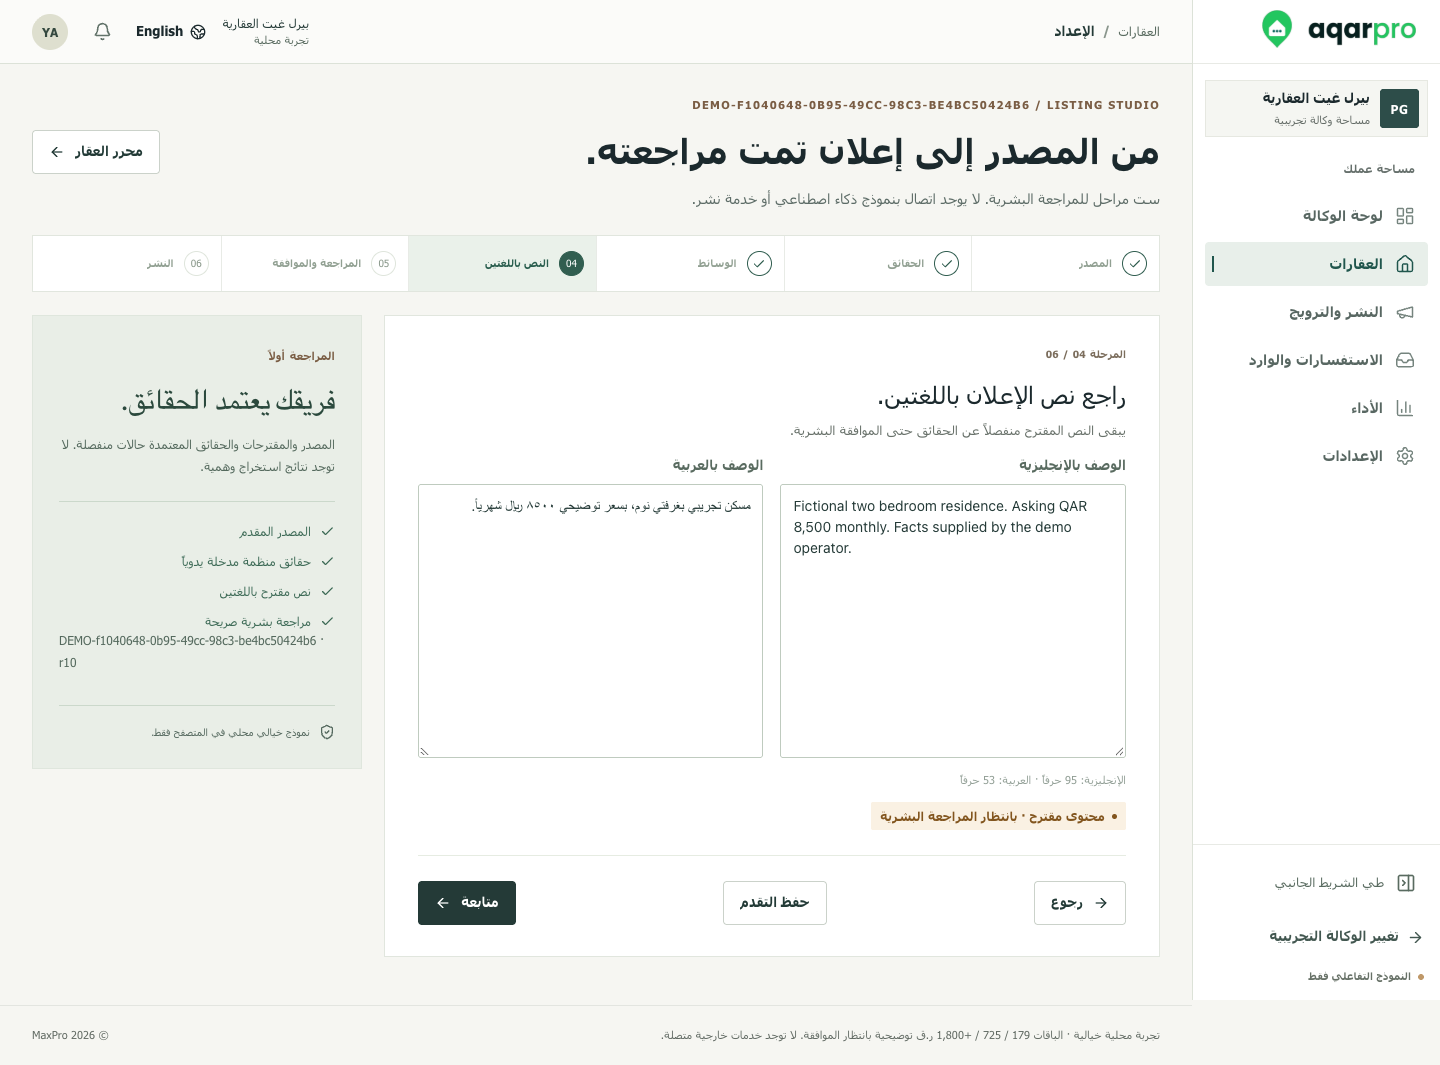 aqarpro
PG
بيرل غيت العقارية
مساحة وكالة تجريبية
مساحة عملك
لوحة الوكالة
العقارات
النشر والترويج
الاستفسارات والوارد
الأداء
الإعدادات
طي الشريط الجانبي
تغيير الوكالة التجريبية
النموذج التفاعلي فقط
العقارات / الإعداد
بيرل غيت العقارية
تجربة محلية
English
YA
DEMO-F1040648-0B95-49CC-98C3-BE4BC50424B6 / LISTING STUDIO
من المصدر إلى إعلان تمت مراجعته.
ست مراحل للمراجعة البشرية. لا يوجد اتصال بنموذج ذكاء اصطناعي أو خدمة نشر.
محرر العقار
المصدر
الحقائق
الوسائط
04 النص باللغتين
05 المراجعة والموافقة
06 النشر
المرحلة 04 / 06
راجع نص الإعلان باللغتين.
يبقى النص المقترح منفصلاً عن الحقائق حتى الموافقة البشرية.
الوصف بالإنجليزية
Fictional two bedroom residence. Asking QAR
8,500 monthly. Facts supplied by the demo
operator.
الوصف بالعربية
مسكن تجريبي بغرفتي نوم، بسعر توضيحي ٨٥٠٠ ريال شهرياً.
الإنجليزية: 95 حرفاً · العربية: 53 حرفاً
محتوى مقترح · بانتظار المراجعة البشرية
رجوع
حفظ التقدم
متابعة
المراجعة أولاً
فريقك يعتمد الحقائق.
المصدر والمقترحات والحقائق المعتمدة حالات منفصلة. لا
توجد نتائج استخراج وهمية.
المصدر المقدم
حقائق منظمة مدخلة يدوياً
نص مقترح باللغتين
مراجعة بشرية صريحة
DEMO-f1040648-0b95-49cc-98c3-be4bc50424b6 ·
r10
نموذج خيالي محلي في المتصفح فقط.
تجربة محلية خيالية · الباقات 179 / 725 / +1,800 ر.ق توضيحية بانتظار الموافقة. لا توجد خدمات خارجية متصلة.
MaxPro 2026 ©